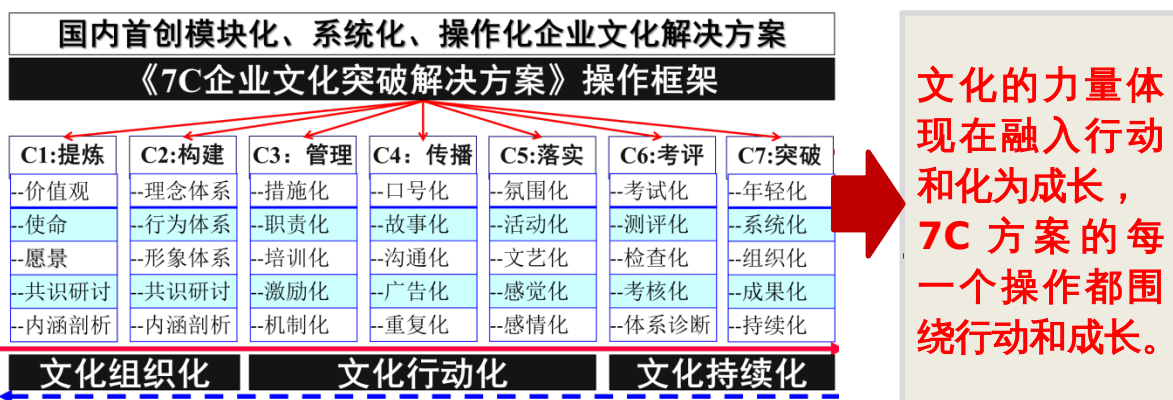 国内首创模块化、系统化、操作化企业文化解决方案
《7C企业文化突破解决方案》操作框架
C1:提炼
--价值观
--使命
--愿景
--共识研讨
--内涵剖析
C2:构建
--理念体系
--行为体系
--形象体系
--共识研讨
--内涵剖析
C3：管理
--措施化
--职责化
--培训化
--激励化
--机制化
C4：传播
--口号化
--故事化
--沟通化
--广告化
--重复化
C5:落实
--氛围化
--活动化
--文艺化
--感觉化
--感情化
C6:考评
--考试化
--测评化
--检查化
--考核化
--体系诊断
C7:突破
--年轻化
--系统化
--组织化
--成果化
--持续化
文化组织化
文化行动化
文化持续化
文化的力量体
现在融入行动
和化为成长，
7C 方案的每
一个操作都围
绕行动和成长。